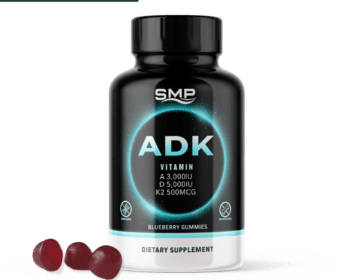 SMP
ADK
VITAMIN
A 3,000IU
D 5,000IU
K2 500MCG
BLUEBERRY GUMMIES
DIETARY SUPPLEMENT